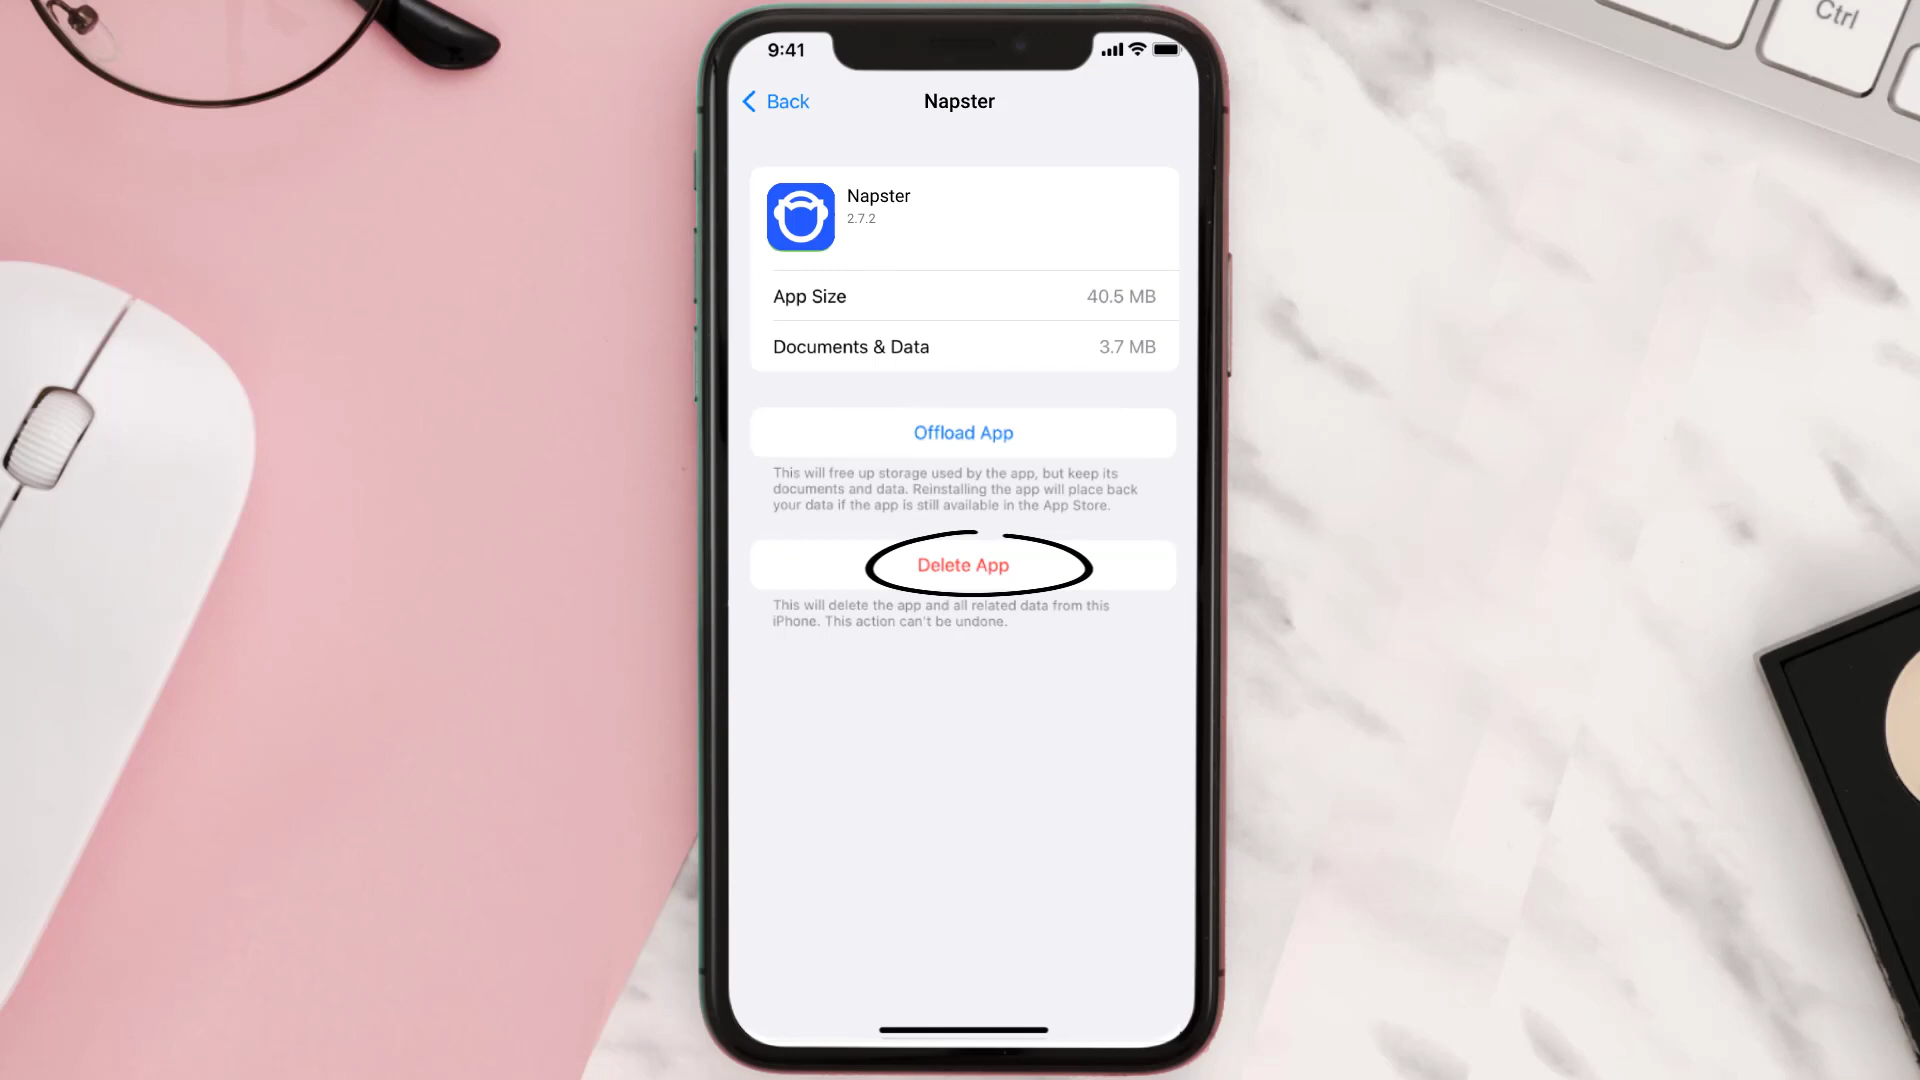 Ctrl
9:41
Back
Napster
Napster
2.7.2
App Size 40.5 MB
Documents & Data 3.7 MB
Offload App
This will free up storage used by the app, but keep its
documents and data. Reinstalling the app will place back
your data if the app is still available in the App Store.
Delete App
This will delete the app and all related data from this
iPhone. This action can't be undone.